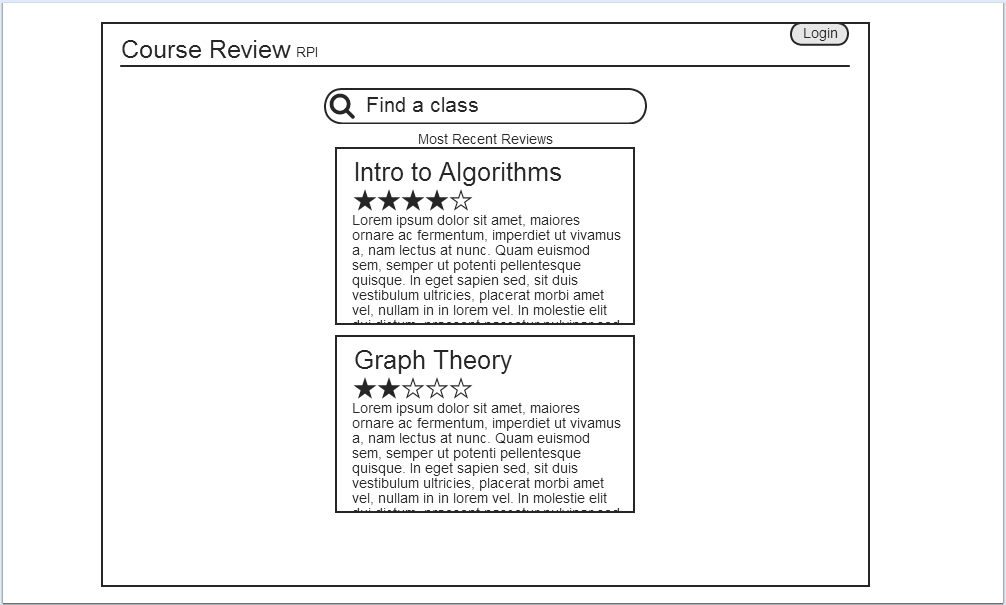 Login
Course Review RPI
Find a class
Most Recent Reviews
Intro to Algorithms
Lorem ipsum dolor sit amet, maiores
ornare ac fermentum, imperdiet ut vivamus
a, nam lectus at nunc. Quam euismod
sem, semper ut potenti pellentesque
quisque. In eget sapien sed, sit duis
vestibulum ultricies, placerat morbi amet
vel, nullam in in lorem vel. In molestie elit
Graph Theory
Lorem ipsum dolor sit amet, maiores
ornare ac fermentum, imperdiet ut vivamus
a, nam lectus at nunc. Quam euismod
sem, semper ut potenti pellentesque
quisque. In eget sapien sed, sit duis
vestibulum ultricies, placerat morbi amet
vel, nullam in in lorem vel. In molestie elit